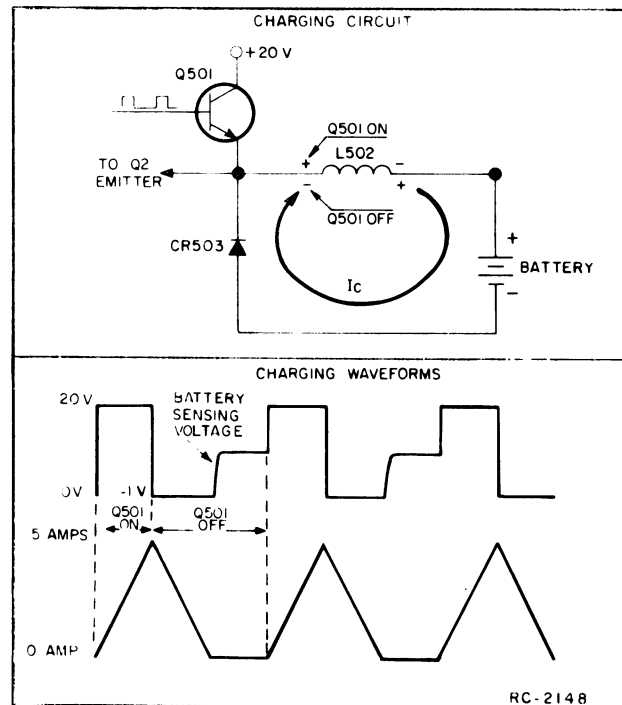 CHARGING CIRCUIT
+20 V
Q501
Q501 ON
+ L502 -
TO Q2
EMITTER
- +
Q501 OFF
CR503
+
BATTERY
Ic
-
CHARGING WAVEFORMS
20 V
BATTERY
SENSING
VOLTAGE
0V
-1 V
Q501
ON
Q501
OFF
5 AMPS
0 AMP
RC-2148